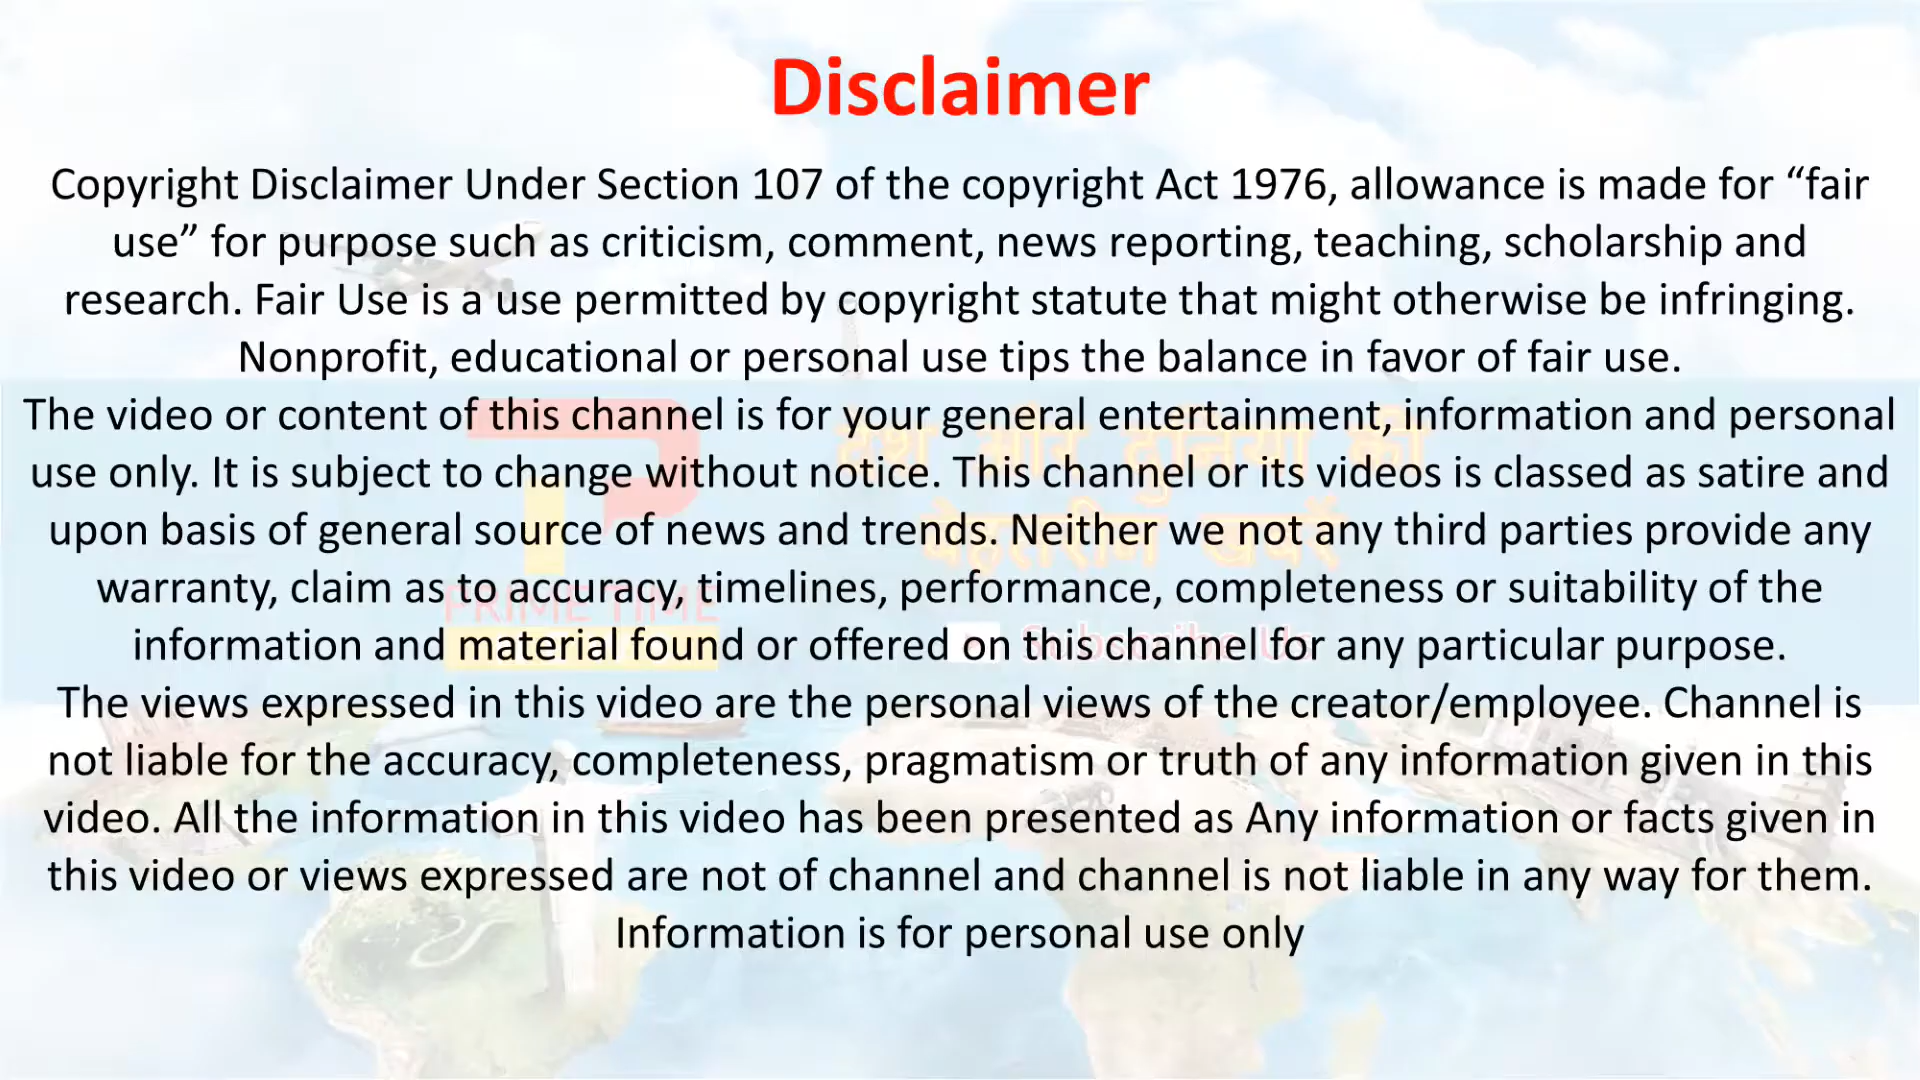 Disclaimer
Copyright Disclaimer Under Section 107 of the copyright Act 1976, allowance is made for “fair
use” for purpose such as criticism, comment, news reporting, teaching, scholarship and
research. Fair Use is a use permitted by copyright statute that might otherwise be infringing.
Nonprofit, educational or personal use tips the balance in favor of fair use.
The video or content of this channel is for your general entertainment, information and personal
use only. It is subject to change without notice. This channel or its videos is classed as satire and
upon basis of general source of news and trends. Neither we not any third parties provide any
warranty, claim as to accuracy, timelines, performance, completeness or suitability of the
information and material found or offered on this channel for any particular purpose.
The views expressed in this video are the personal views of the creator/employee. Channel is
not liable for the accuracy, completeness, pragmatism or truth of any information given in this
video. All the information in this video has been presented as Any information or facts given in
this video or views expressed are not of channel and channel is not liable in any way for them.
Information is for personal use only
देश और दुनिया की
बेहतरीन खबरें
PRIME TIME
Subscribe Us